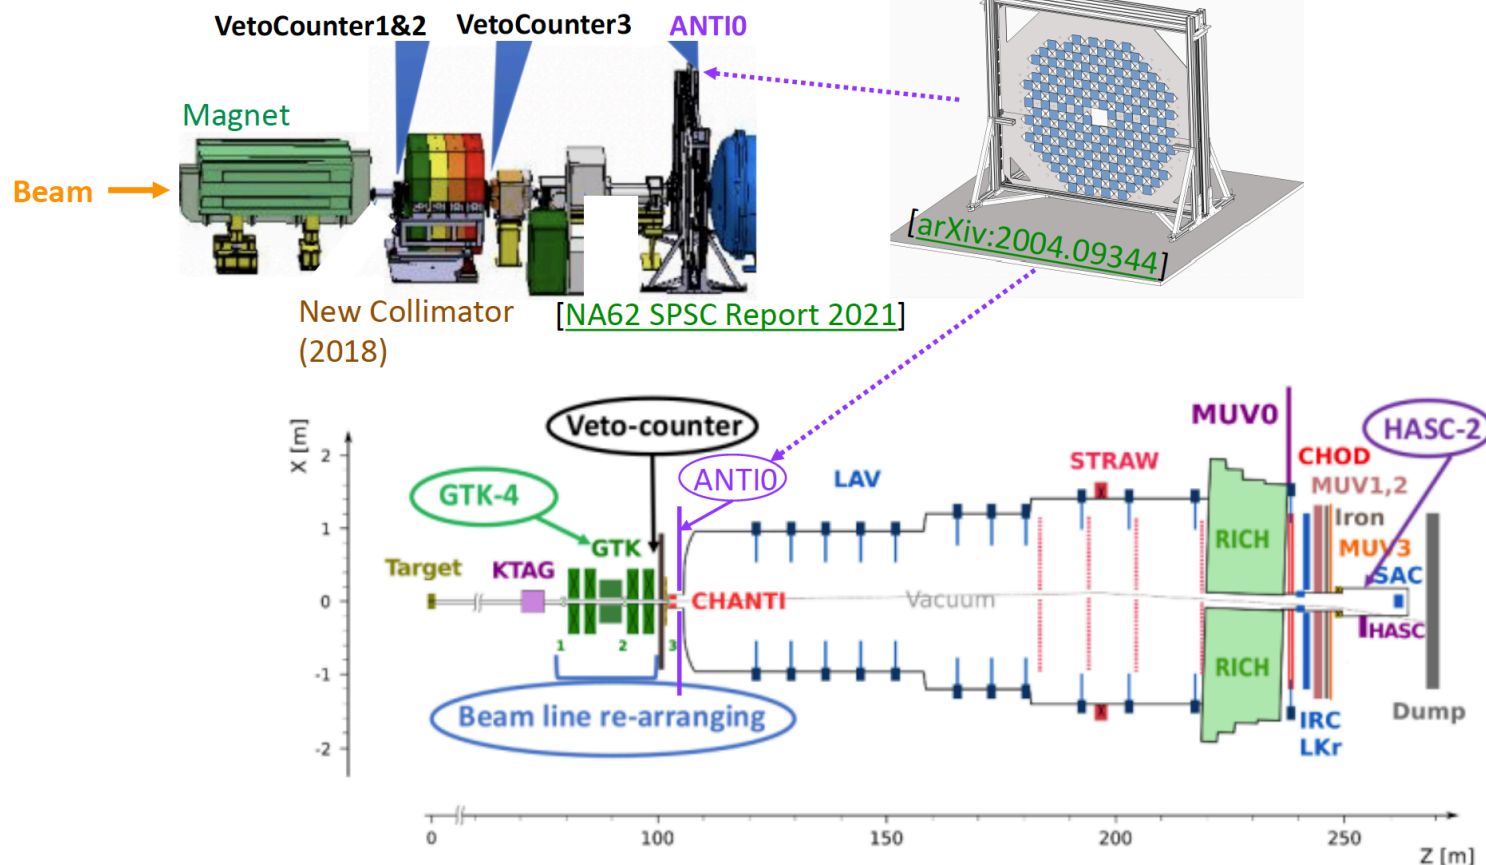 VetoCounter1&2
VetoCounter3
ANTI0
Magnet
Beam
[arXiv:2004.09344]
New Collimator
(2018)
[NA62 SPSC Report 2021]
X [m]
2
1
0
-1
-2
Veto-counter
ANTI0
GTK-4
GTK
Target
KTAG
CHANTI
1
2
3
Beam line re-arranging
LAV
Vacuum
STRAW
MUV0
HASC-2
CHOD
MUV1,2
Iron
MUV3
SAC
HASC
RICH
RICH
IRC
LKr
Dump
0
100
150
200
250
Z [m]